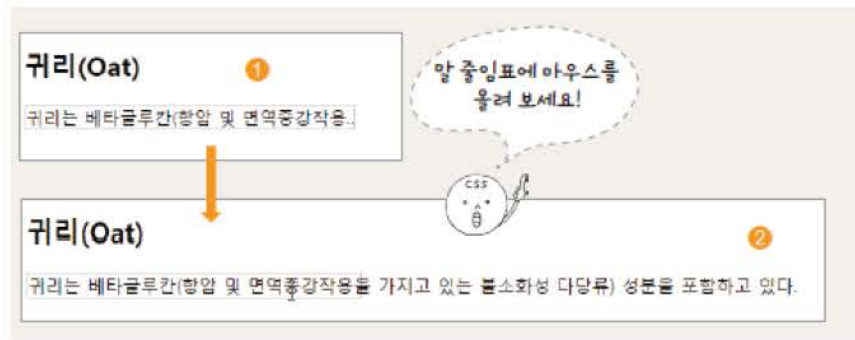 귀리(Oat)
1
귀리는 베타글루칸(항암 및 면역증강작용..
말 줄임표에 마우스를
올려 보세요!
CSS
귀리(Oat)
2
귀리는 베타글루칸(항암 및 면역증강작용을 가지고 있는 불소화성 다당류) 성분을 포함하고 있다.